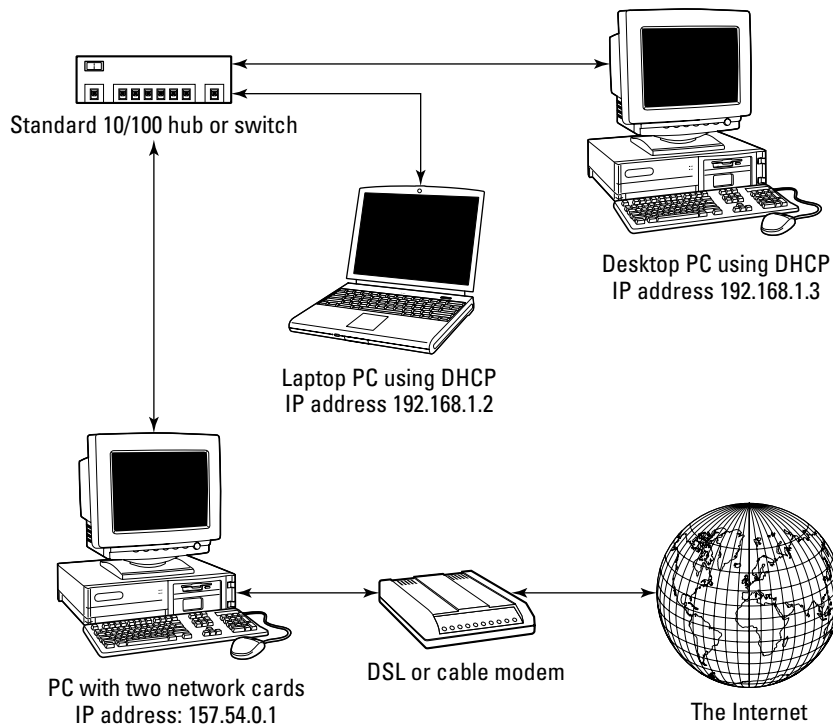 Standard 10/100 hub or switch
Desktop PC using DHCP
IP address 192.168.1.3
Laptop PC using DHCP
IP address 192.168.1.2
PC with two network cards
IP address: 157.54.0.1
DSL or cable modem
The Internet